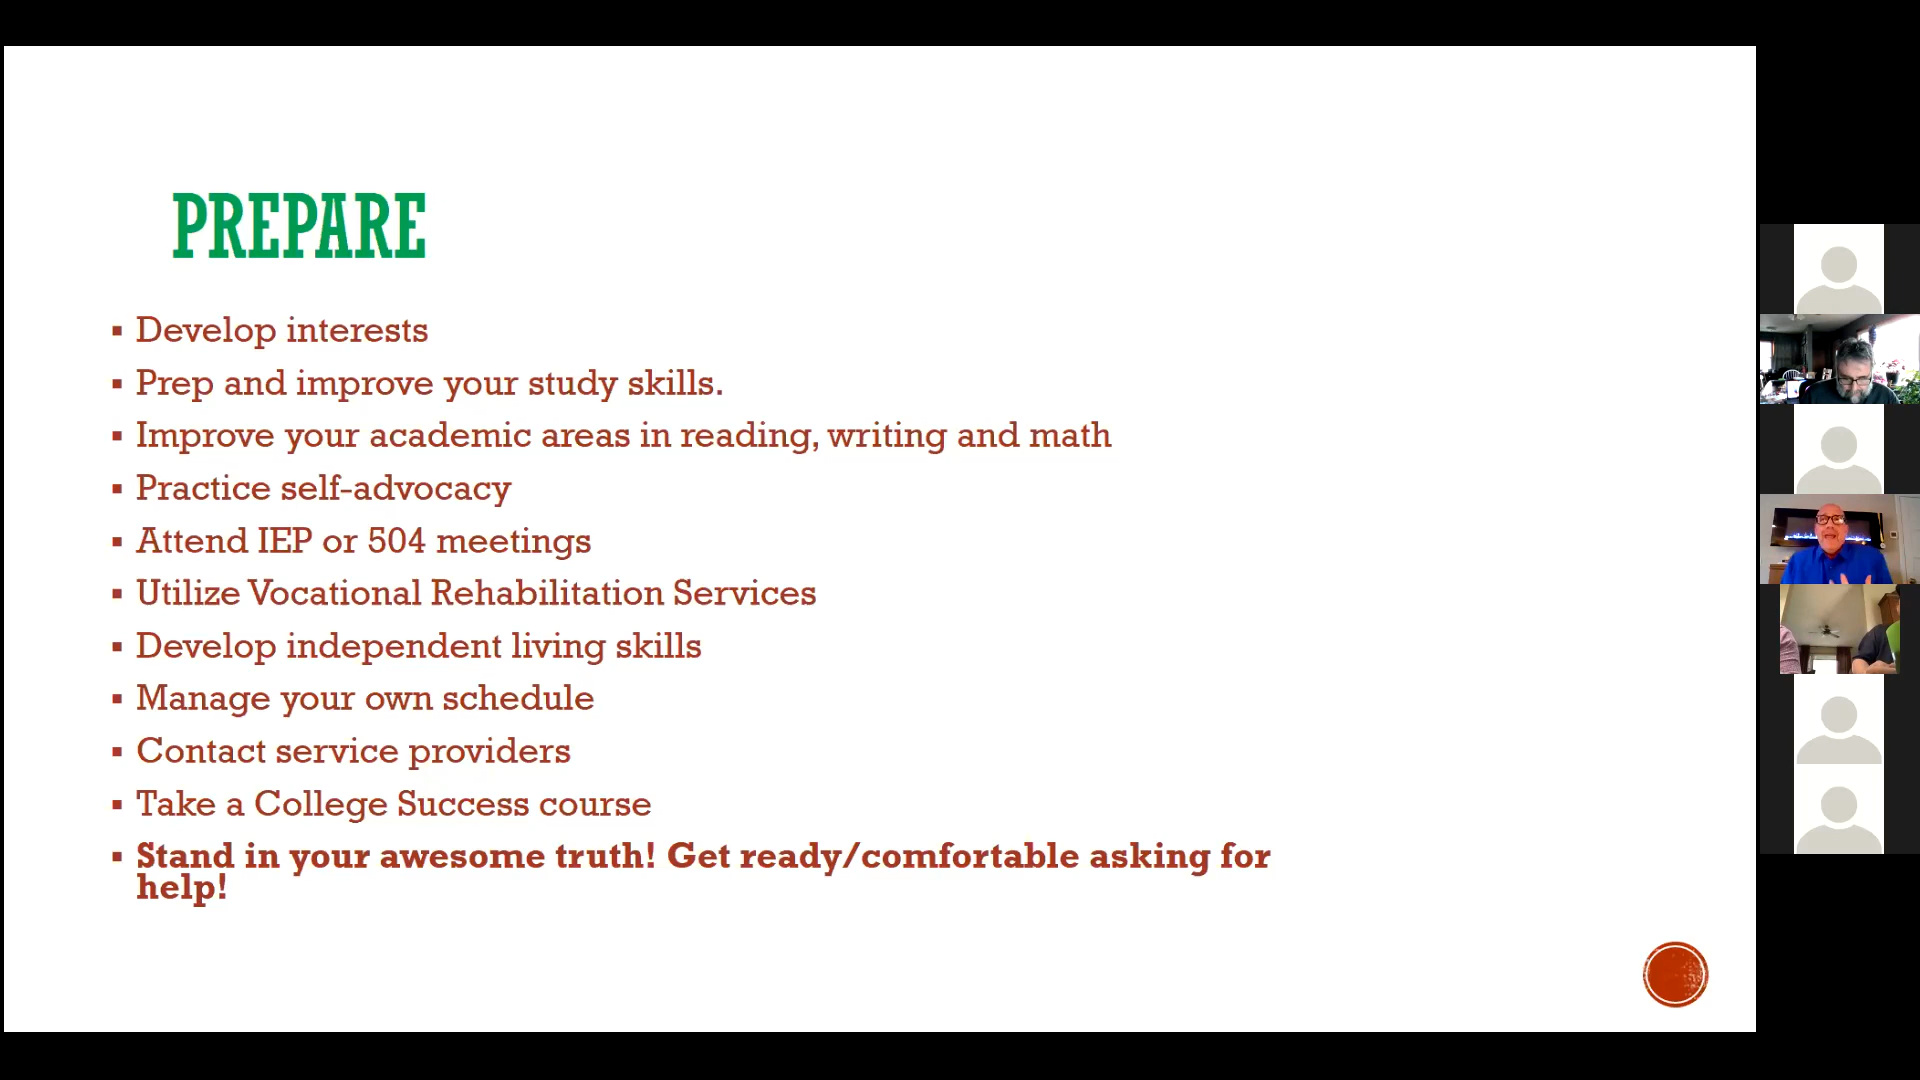 PREPARE
▪ Develop interests
▪ Prep and improve your study skills.
▪ Improve your academic areas in reading, writing and math
▪ Practice self-advocacy
▪ Attend IEP or 504 meetings
▪ Utilize Vocational Rehabilitation Services
▪ Develop independent living skills
▪ Manage your own schedule
▪ Contact service providers
▪ Take a College Success course
▪ Stand in your awesome truth! Get ready/comfortable asking for
help!